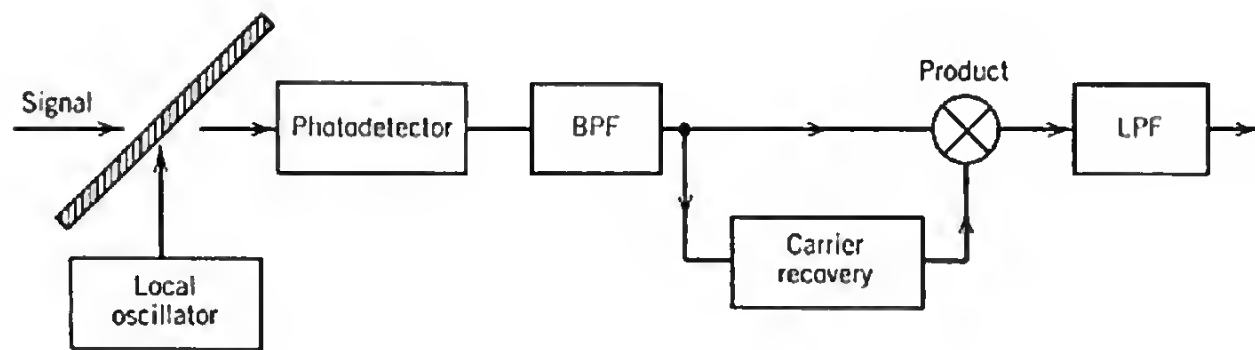 Signal
Photodetector
BPF
Product
LPF
Carrier
recovery
Local
oscillator